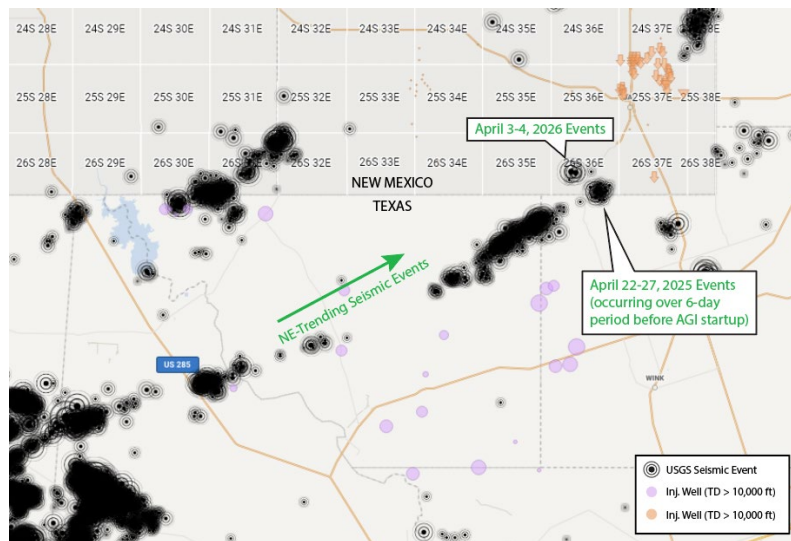 24S 28E 24S 29E 24S 30E 24S 31E 24S 32E 24S 33E 24S 34E 24S 35E 24S 36E 24S 37E 24S 38E
25S 28E 25S 29E 25S 30E 25S 31E 25S 32E 25S 33E 25S 34E 25S 35E 25S 36E 25S 37E 25S 38E
April 3-4, 2026 Events
26S 28E 26S 29E 26S 30E 26S 32E 26S 33E 26S 34E 26S 35E 26S 36E 26S 37E 26S 38E
NEW MEXICO
TEXAS
NE-Trending Seismic Events
April 22-27, 2025 Events
(occurring over 6-day
period before AGI startup)
US 285
WINK
USGS Seismic Event
Inj. Well (TD > 10,000 ft)
Inj. Well (TD > 10,000 ft)